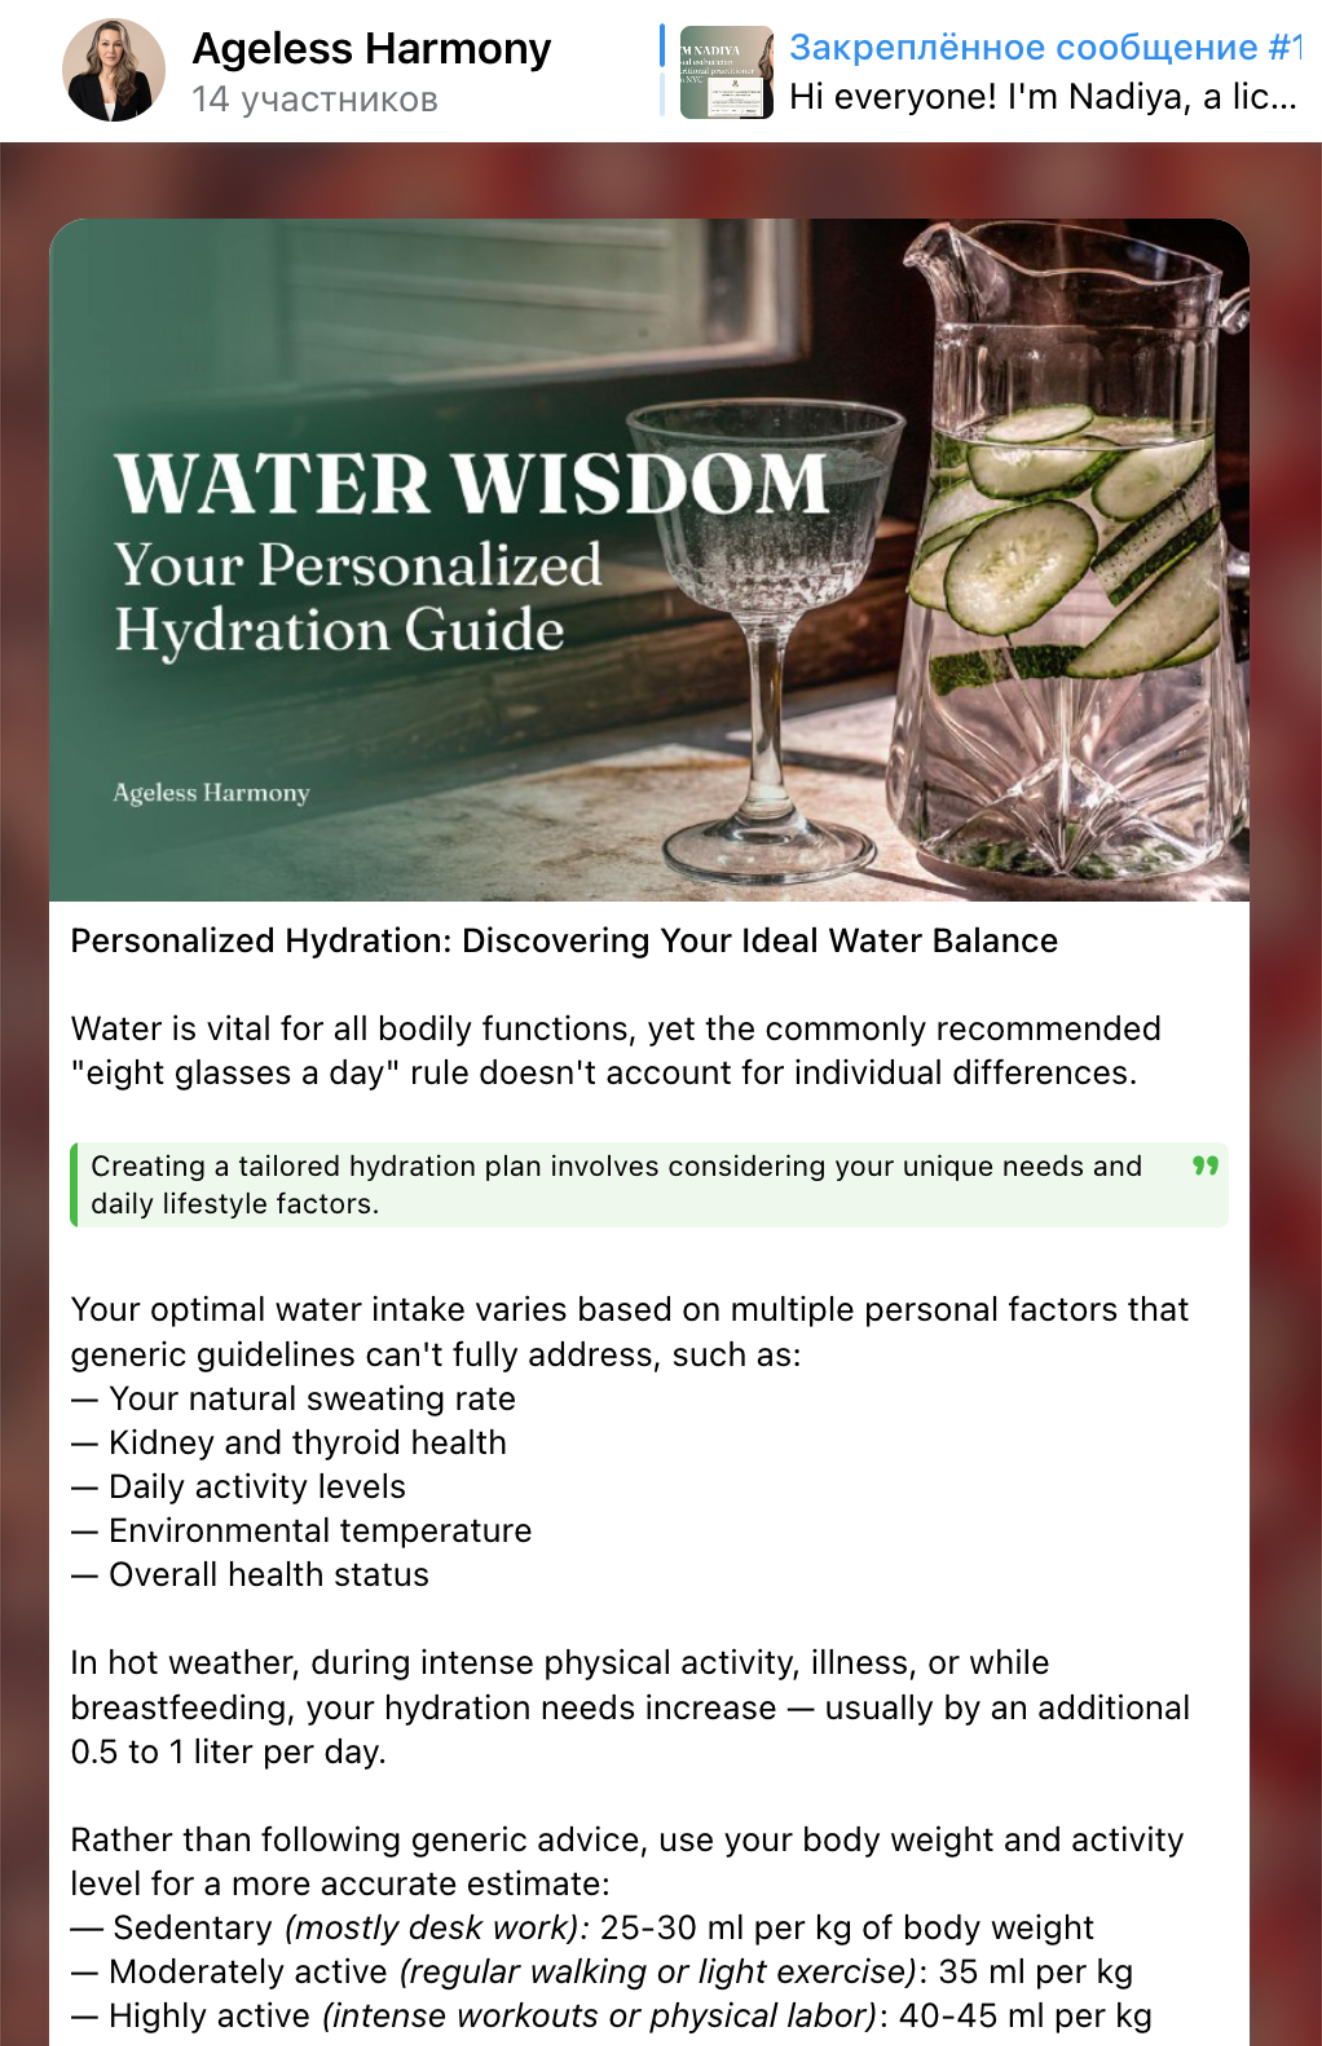 Ageless Harmony
14 участников
Закреплённое сообщение #1
Hi everyone! I'm Nadiya, a lic...
WATER WISDOM
Your Personalized
Hydration Guide
Ageless Harmony
Personalized Hydration: Discovering Your Ideal Water Balance
Water is vital for all bodily functions, yet the commonly recommended
"eight glasses a day" rule doesn't account for individual differences.
Creating a tailored hydration plan involves considering your unique needs and
daily lifestyle factors.
Your optimal water intake varies based on multiple personal factors that
generic guidelines can't fully address, such as:
— Your natural sweating rate
— Kidney and thyroid health
— Daily activity levels
— Environmental temperature
— Overall health status
In hot weather, during intense physical activity, illness, or while
breastfeeding, your hydration needs increase — usually by an additional
0.5 to 1 liter per day.
Rather than following generic advice, use your body weight and activity
level for a more accurate estimate:
— Sedentary (mostly desk work): 25-30 ml per kg of body weight
— Moderately active (regular walking or light exercise): 35 ml per kg
— Highly active (intense workouts or physical labor): 40-45 ml per kg